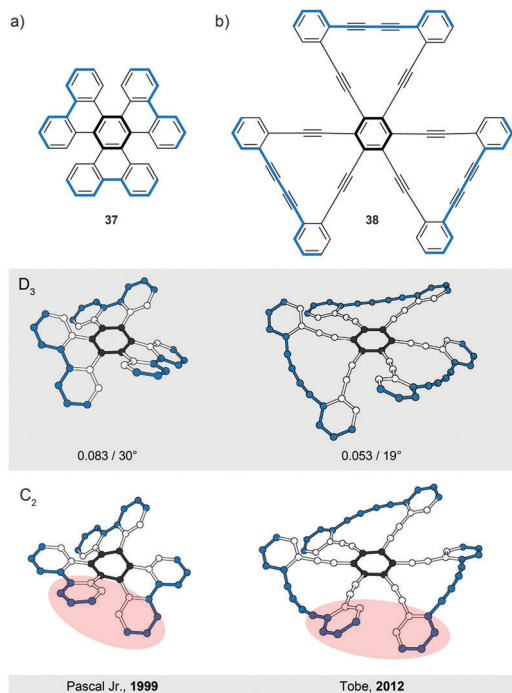 a)
b)
37
38
D3
0.083 / 30°
0.053 / 19°
C2
Pascal Jr., 1999
Tobe, 2012